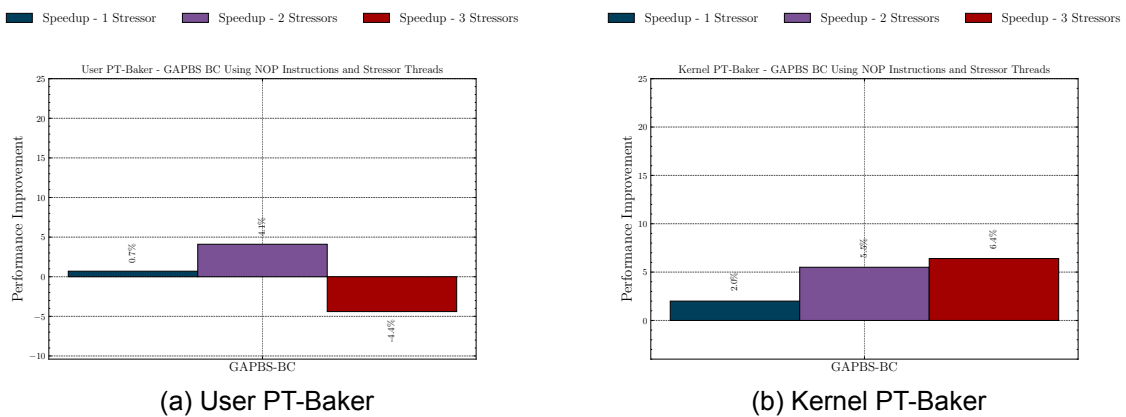 Speedup - 1 Stressor Speedup - 2 Stressors Speedup - 3 Stressors
User PT-Baker - GAPBS BC Using NOP Instructions and Stressor Threads
Performance Improvement
25
20
15
10
5
0
−5
−10
0.7%
4.1%
-4.4%
GAPBS-BC
(a) User PT-Baker
Speedup - 1 Stressor Speedup - 2 Stressors Speedup - 3 Stressors
Kernel PT-Baker - GAPBS BC Using NOP Instructions and Stressor Threads
Performance Improvement
25
20
15
10
5
0
2.0%
5.5%
6.4%
GAPBS-BC
(b) Kernel PT-Baker